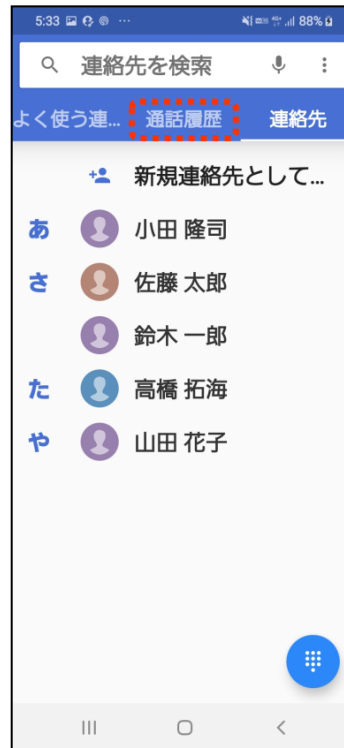 5:33 88%
連絡先を検索
よく使う連... 通話履歴 連絡先
新規連絡先として...
あ 小田 隆司
さ 佐藤 太郎
鈴木 一郎
た 高橋 拓海
や 山田 花子